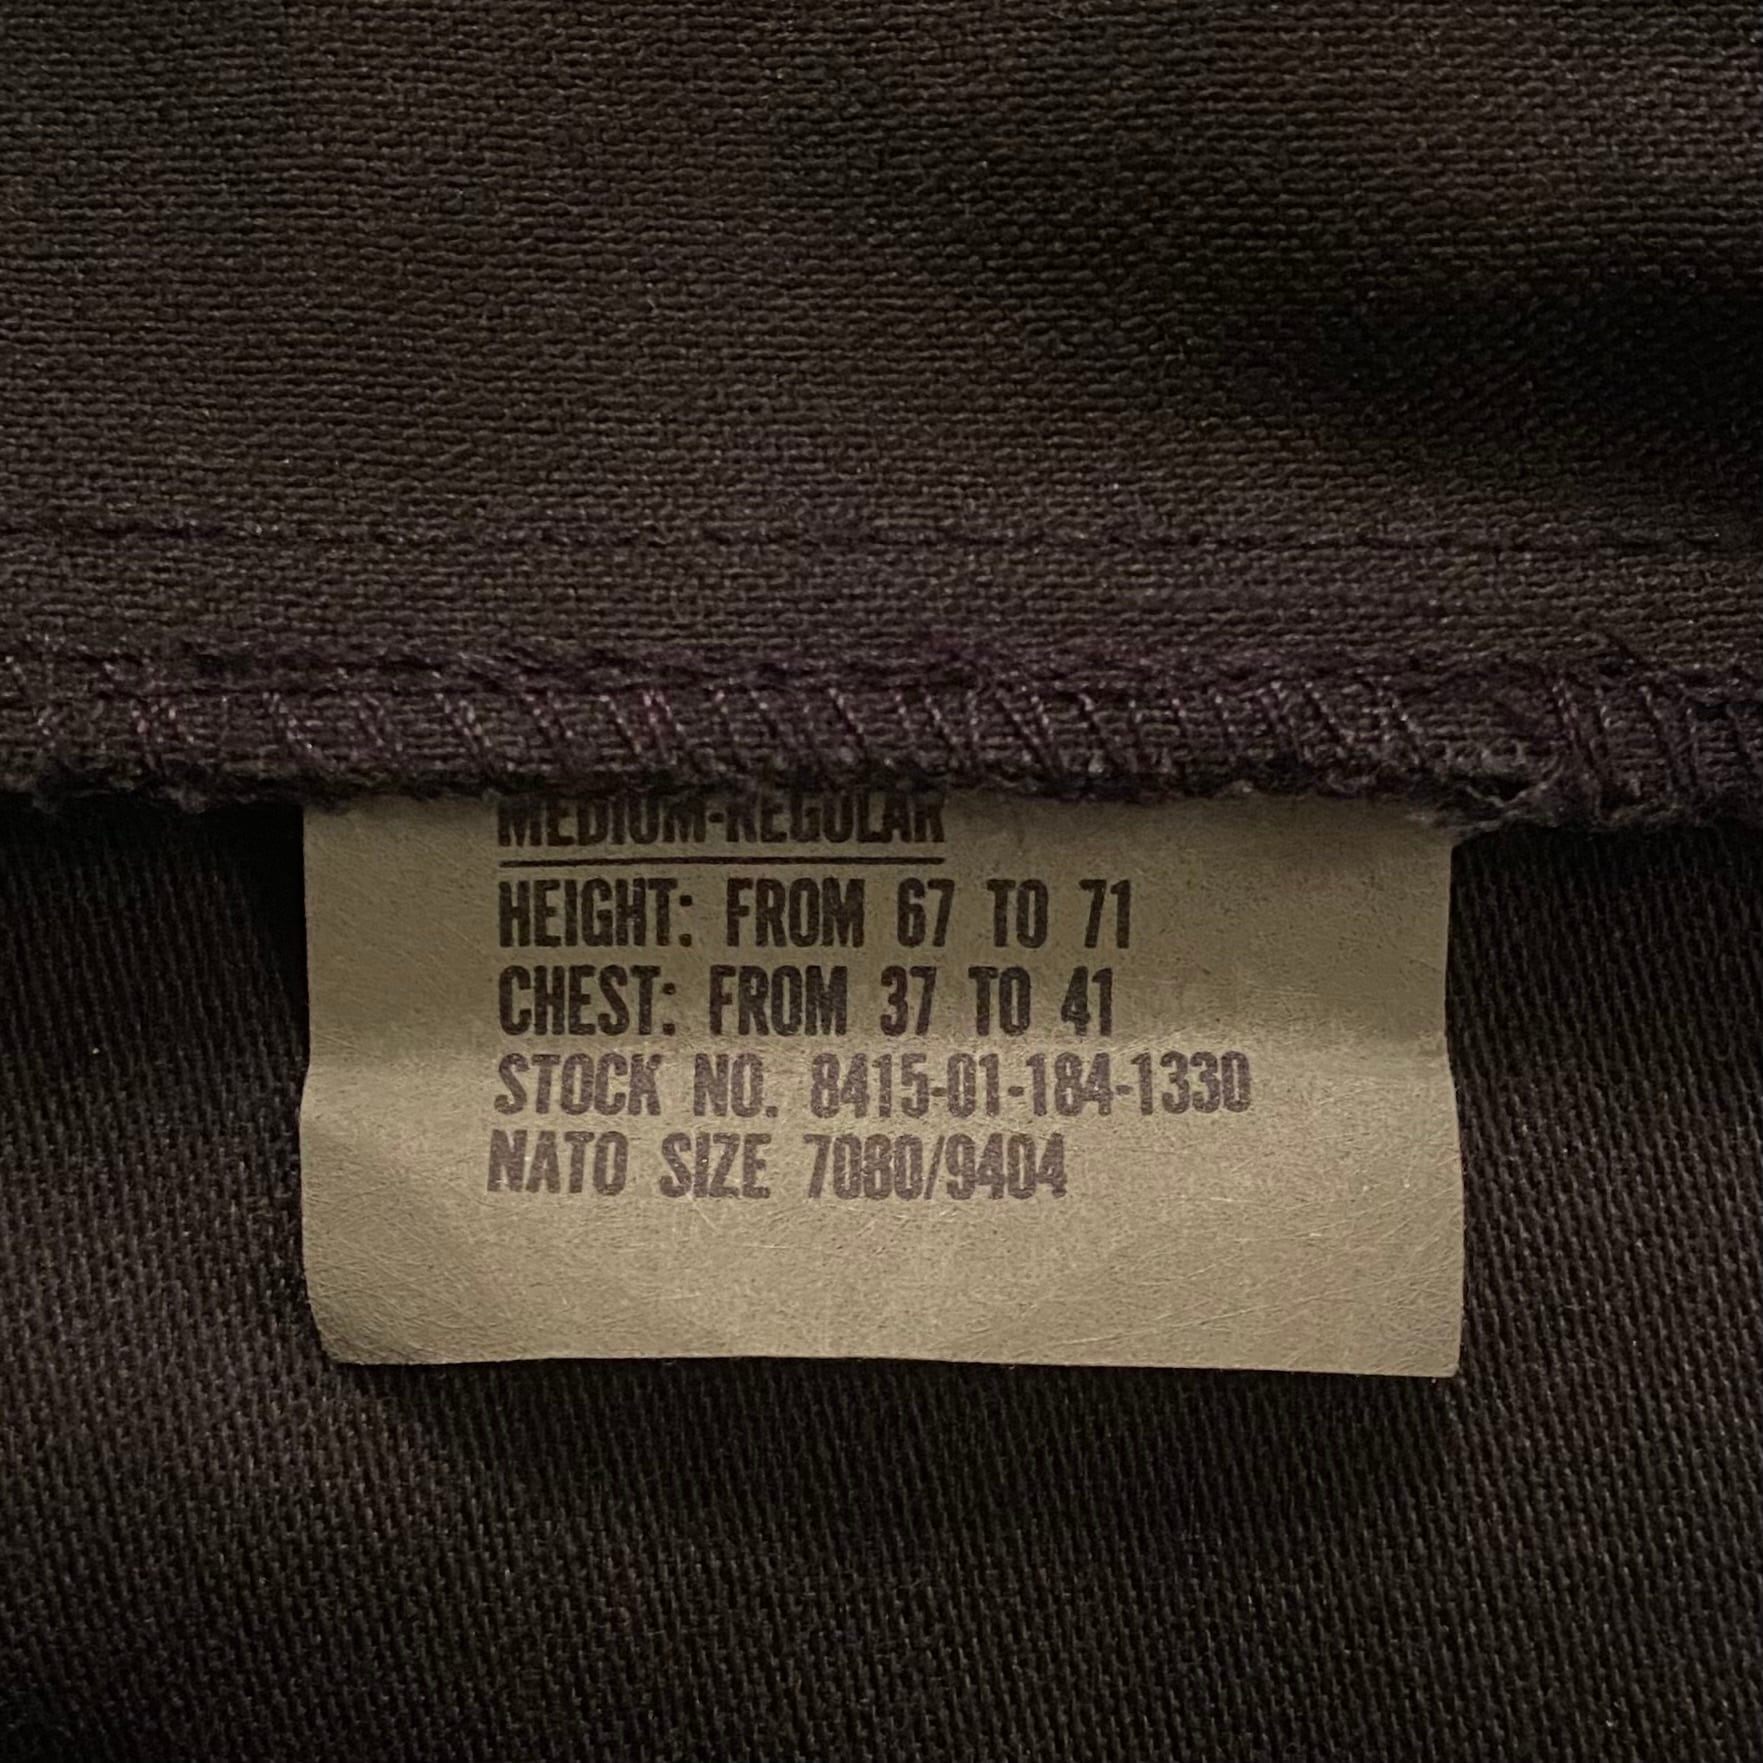 MEDIUM-REGULAR
HEIGHT: FROM 67 TO 71
CHEST: FROM 37 TO 41
STOCK NO. 8415-01-184-1330
NATO SIZE 7080/9404